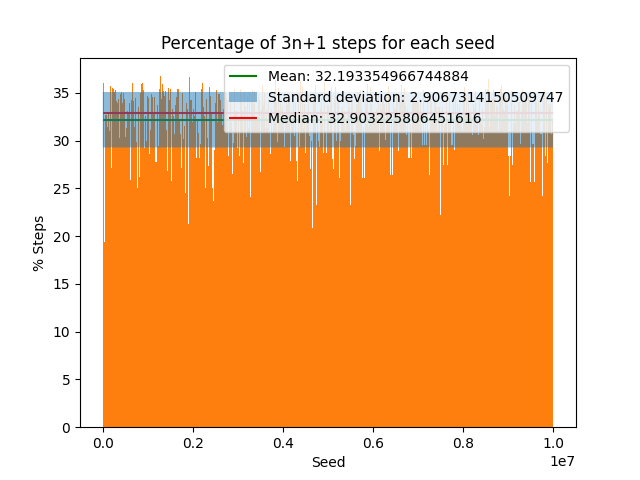 Percentage of 3n+1 steps for each seed
Mean: 32.193354966744884
Standard deviation: 2.9067314150509747
Median: 32.903225806451616
35
30
25
20
15
10
5
0
% Steps
0.0 0.2 0.4 0.6 0.8 1.0
1e7
Seed